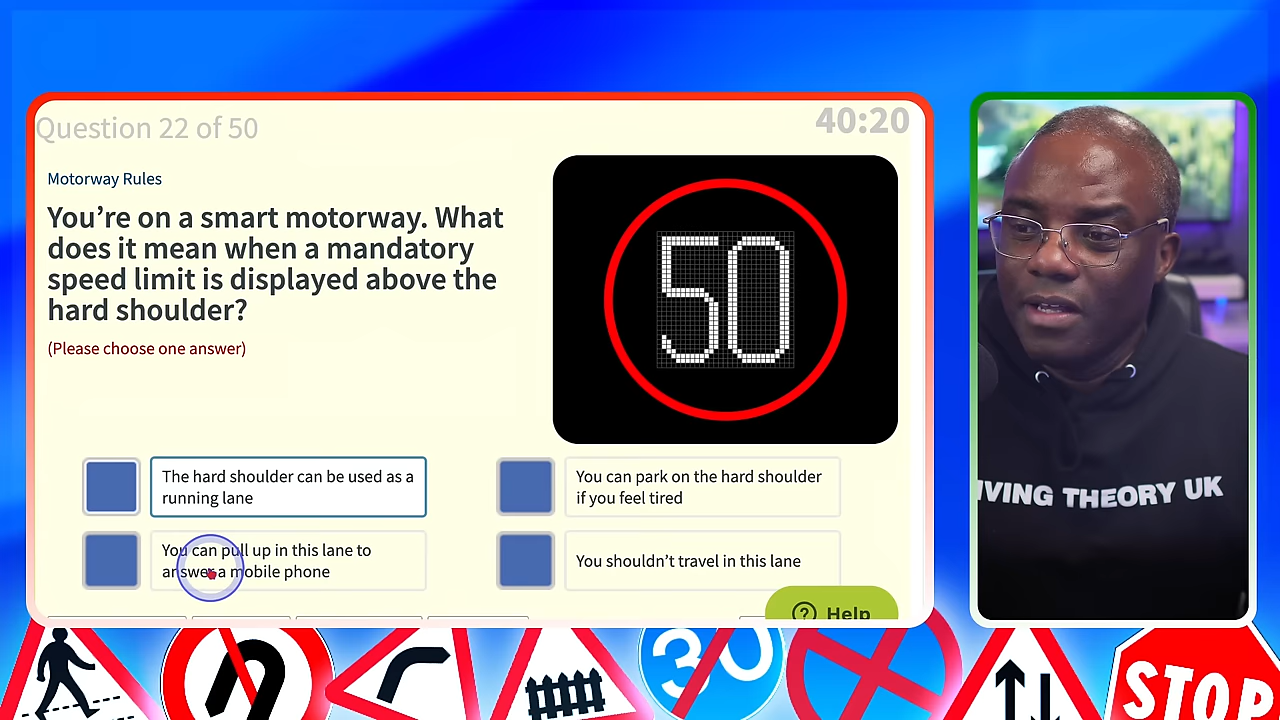 Question 22 of 50
40:20
Motorway Rules
You're on a smart motorway. What
does it mean when a mandatory
speed limit is displayed above the
hard shoulder?
(Please choose one answer)
50
The hard shoulder can be used as a
running lane
You can park on the hard shoulder
if you feel tired
You can pull up in this lane to
answer a mobile phone
You shouldn't travel in this lane
Help
IVING THEORY UK
30
STOP